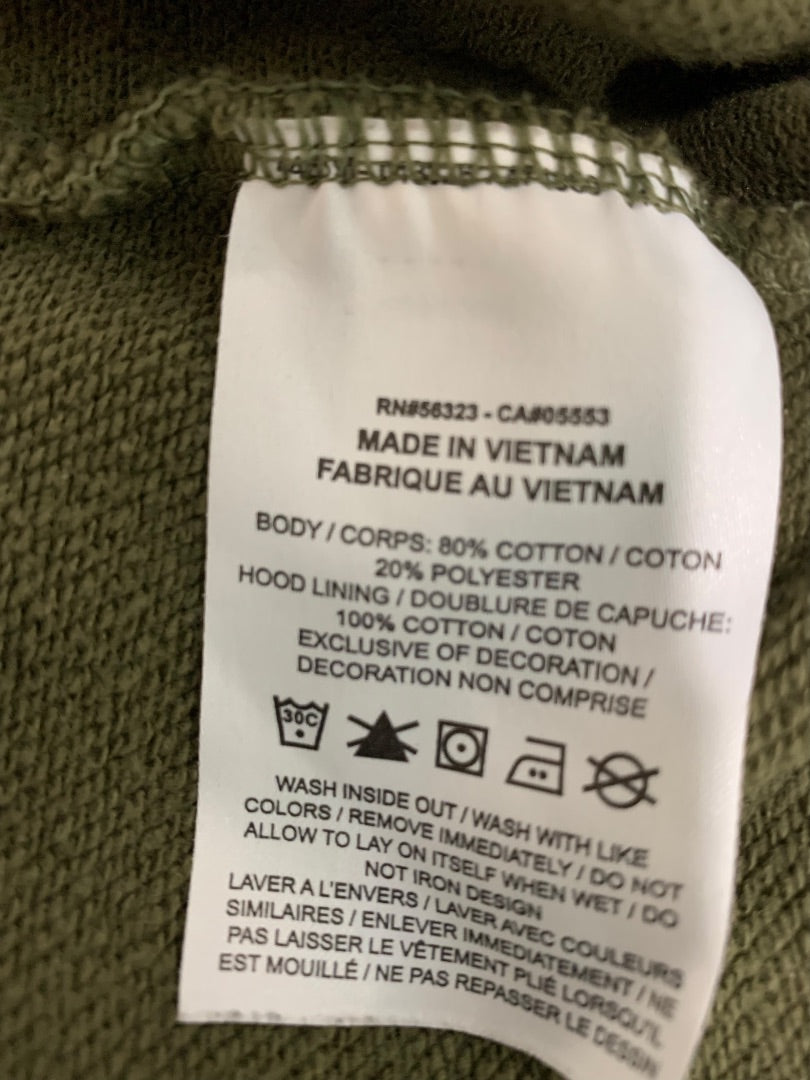 RN#56323 - CA#05553
MADE IN VIETNAM
FABRIQUE AU VIETNAM
BODY / CORPS: 80% COTTON / COTON
20% POLYESTER
HOOD LINING / DOUBLURE DE CAPUCHE:
100% COTTON / COTON
EXCLUSIVE OF DECORATION /
DECORATION NON COMPRISE
30C
WASH INSIDE OUT / WASH WITH LIKE
COLORS / REMOVE IMMEDIATELY / DO NOT
ALLOW TO LAY ON ITSELF WHEN WET / DO
NOT IRON DESIGN
LAVER A L'ENVERS / LAVER AVEC COULEURS
SIMILAIRES / ENLEVER IMMEDIATEMENT / NE
PAS LAISSER LE VÊTEMENT PLIÉ LORSQU'IL
EST MOUILLÉ / NE PAS REPASSER LE DESSIN